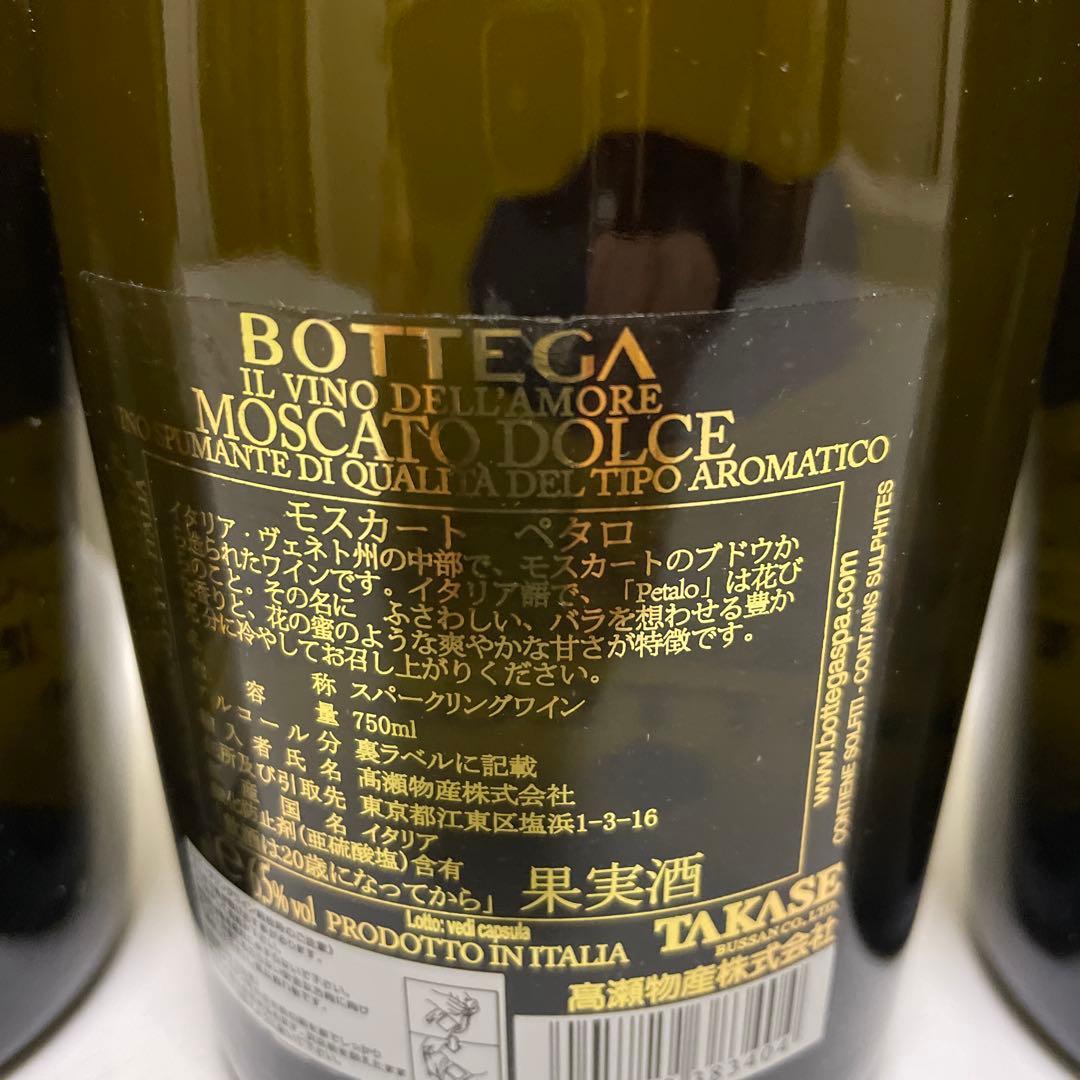 BOTTEGA
IL VINO DELL'AMORE
MOSCATO DOLCE
SPUMANTE DI QUALITÀ DEL TIPO AROMATICO
モスカート ペタロ
イタリア・ヴェネト州の中部で、モスカートのブドウか
造られたワインです。イタリア語で、「Petalo」は花び
のこと。その名に ふさわしい、バラを想わせる豊か
香りと、花の蜜のような爽やかな甘さが特徴です。
分に冷やしてお召し上がりください。
称 スパークリングワイン
容 量 750ml
ルコール分 裏ラベルに記載
入者氏名 高瀬物産株式会社
所及び引取先 東京都江東区塩浜1-3-16
産国名 イタリア
防止剤(亜硫酸塩)含有
は20歳になってから」
果実酒
www.bottegaspa.com
CONTIENE SOLFITI - CONTAINS SULPHITES
% vol
Lotto: vedi capsula
PRODOTTO IN ITALIA
TAKASE
BUSSAN CO., LTD.
高瀬物産株式会社